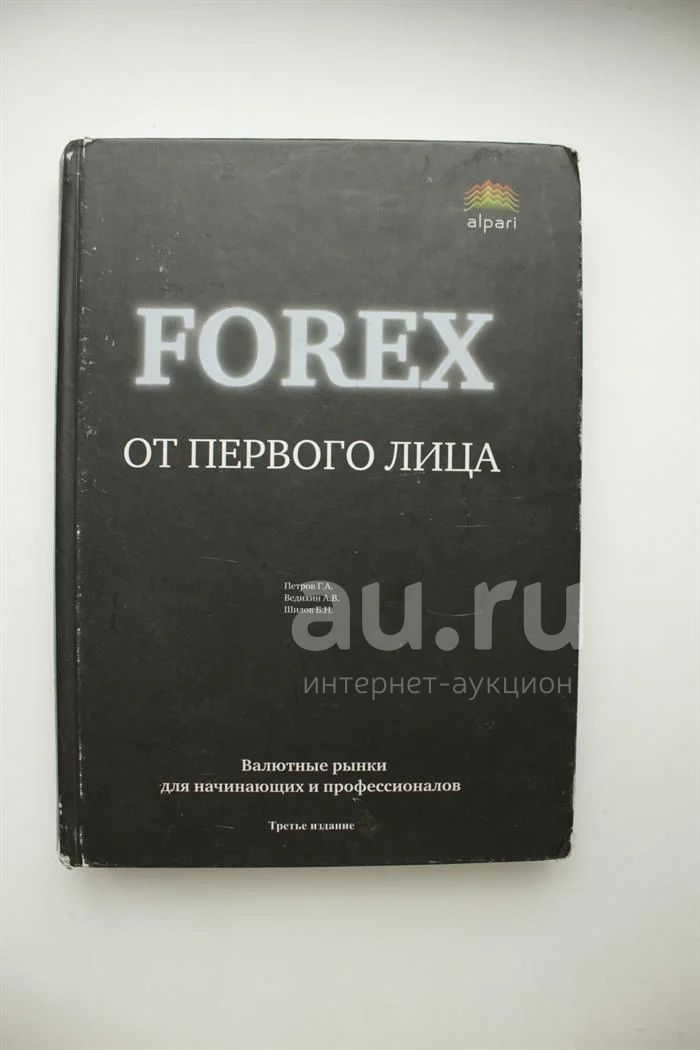 alpari
FOREX
ОТ ПЕРВОГО ЛИЦА
Петров Г.А.
Ведихин А.В.
Шилов Б.Н.
au.ru
интернет-аукцион
Валютные рынки
для начинающих и профессионалов
Третье издание